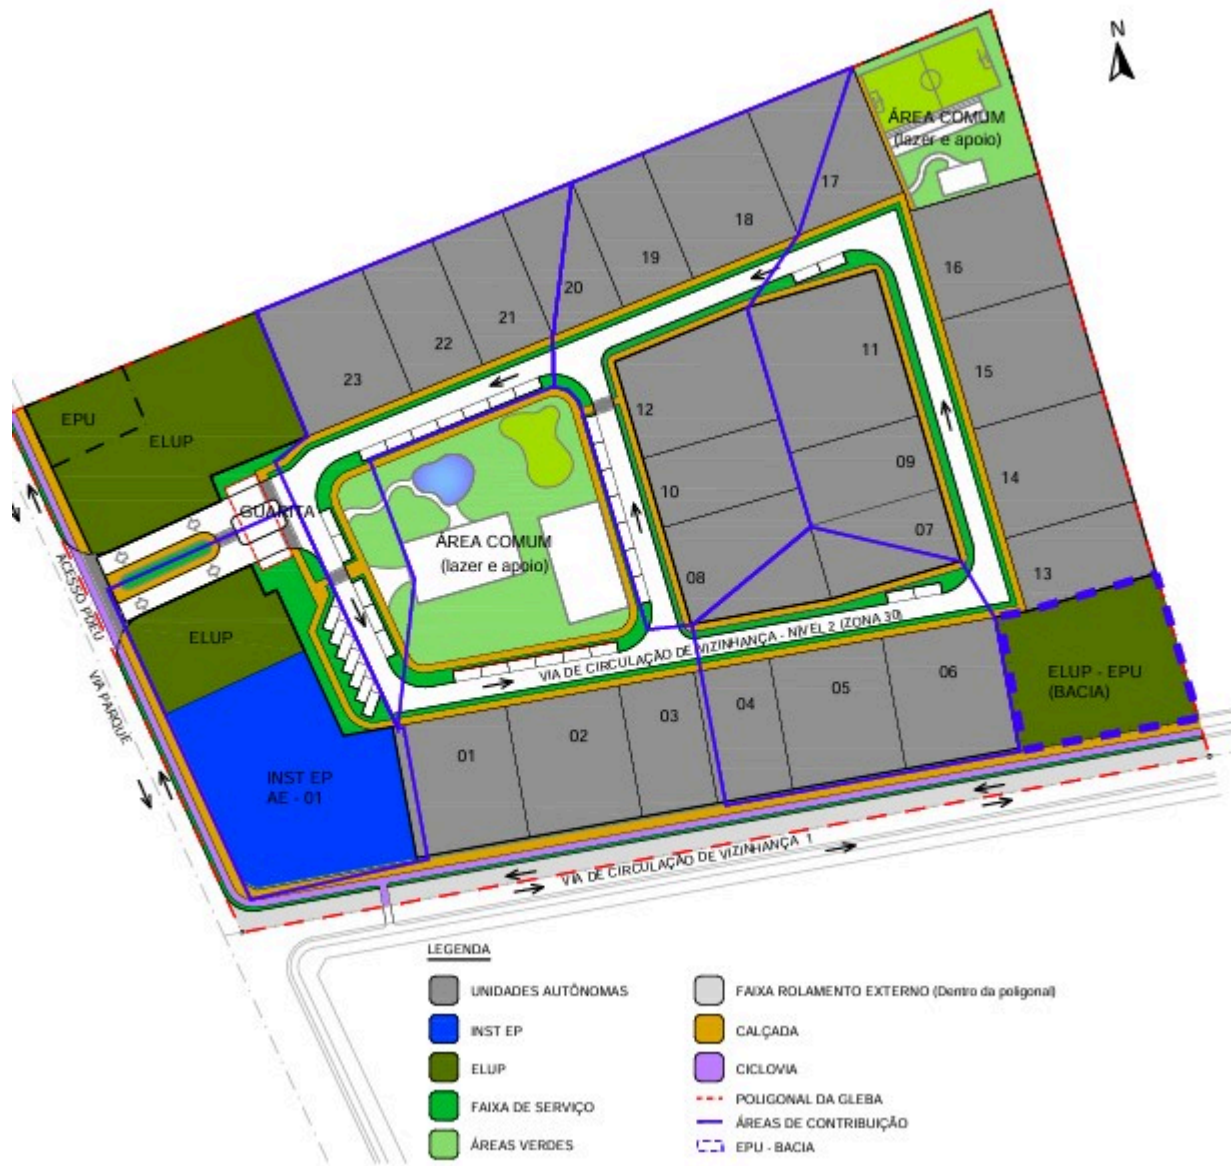 N
ÁREA COMUM
(lazer e apoio)
17
18
19
20
21
22
23
16
15
14
13
12
11
10
09
08
07
EPU
ELUP
GUARITA
ÁREA COMUM
(lazer e apoio)
ACESSO PDEU
ELUP
VIA PARQUE
VIA DE CIRCULAÇÃO DE VIZINHANÇA - NÍVEL 2 (ZONA 30)
ELUP - EPU
(BACIA)
06
05
04
03
02
01
INST EP
AE - 01
VIA DE CIRCULAÇÃO DE VIZINHANÇA 1
LEGENDA
UNIDADES AUTÔNOMAS
INST EP
ELUP
FAIXA DE SERVIÇO
ÁREAS VERDES
FAIXA ROLAMENTO EXTERNO (Dentro da poligonal)
CALÇADA
CICLOVIA
POLIGONAL DA GLEBA
ÁREAS DE CONTRIBUIÇÃO
EPU - BACIA